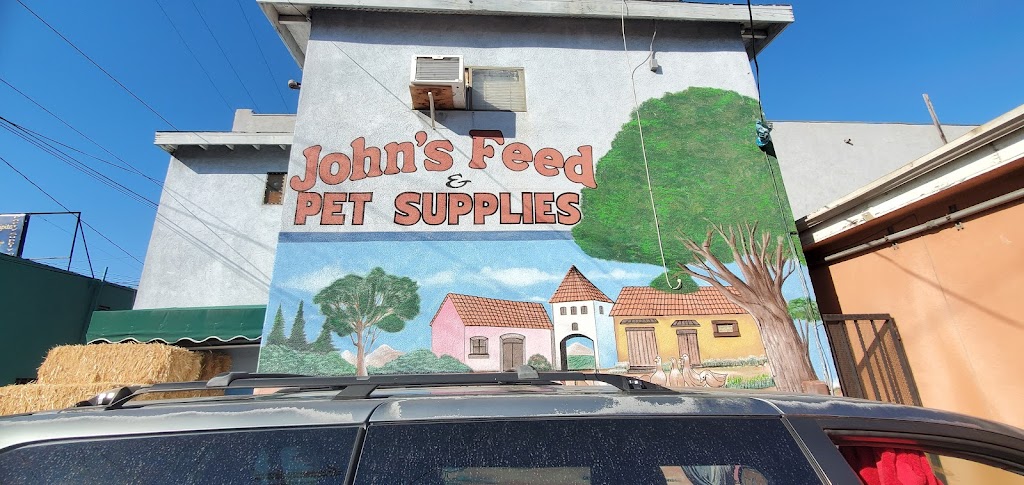 John's Feed
&
PET SUPPLIES